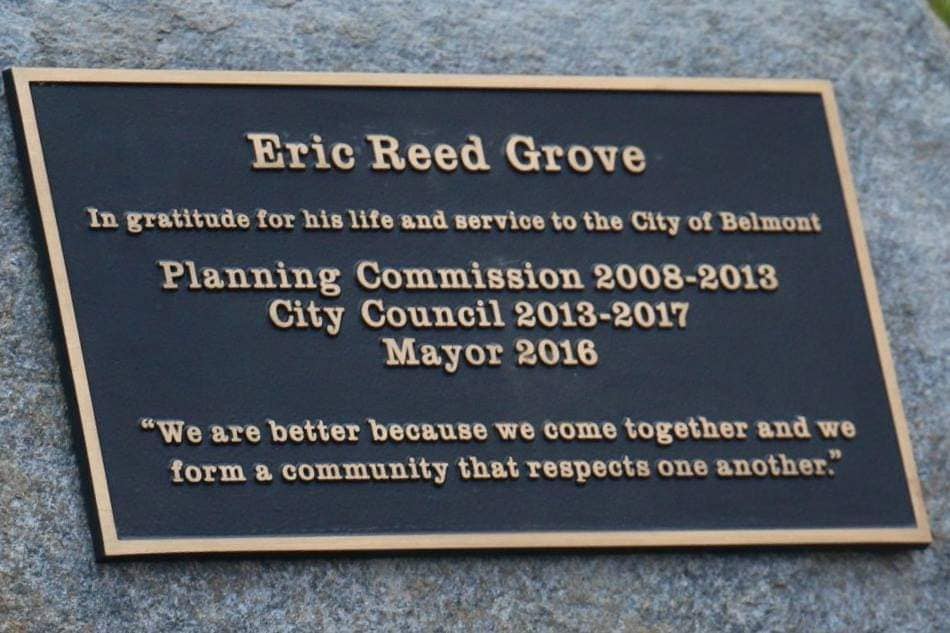 Eric Reed Grove
In gratitude for his life and service to the City of Belmont
Planning Commission 2008-2013
City Council 2013-2017
Mayor 2016
“We are better because we come together and we
form a community that respects one another.”